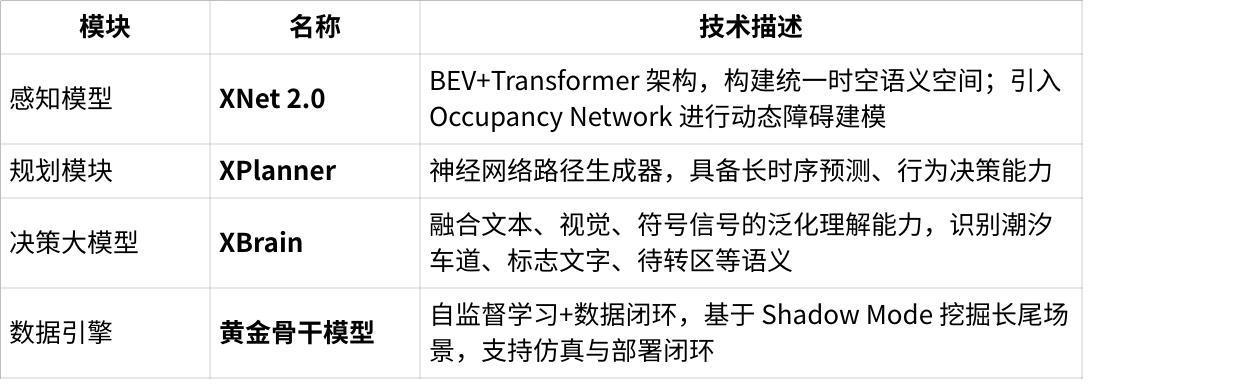 模块 名称 技术描述
感知模型 XNet 2.0 BEV+Transformer 架构，构建统一时空语义空间；引入
Occupancy Network 进行动态障碍建模
规划模块 XPlanner 神经网络路径生成器，具备长时序预测、行为决策能力
决策大模型 XBrain 融合文本、视觉、符号信号的泛化理解能力，识别潮汐
车道、标志文字、待转区等语义
数据引擎 黄金骨干模型 自监督学习+数据闭环，基于 Shadow Mode 挖掘长尾场
景，支持仿真与部署闭环